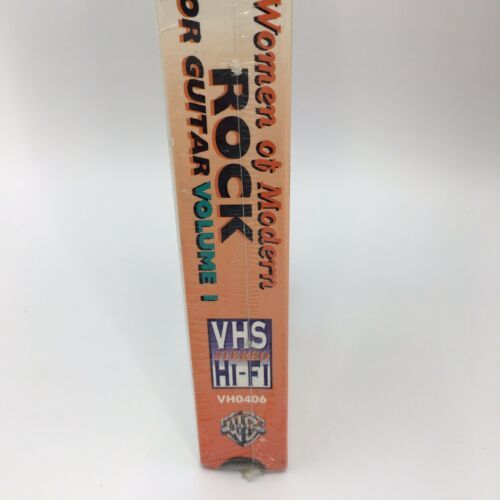 Women of Modern
ROCK
OR GUITAR VOLUME 1
VHS
STEREO
HI-FI
VH0406